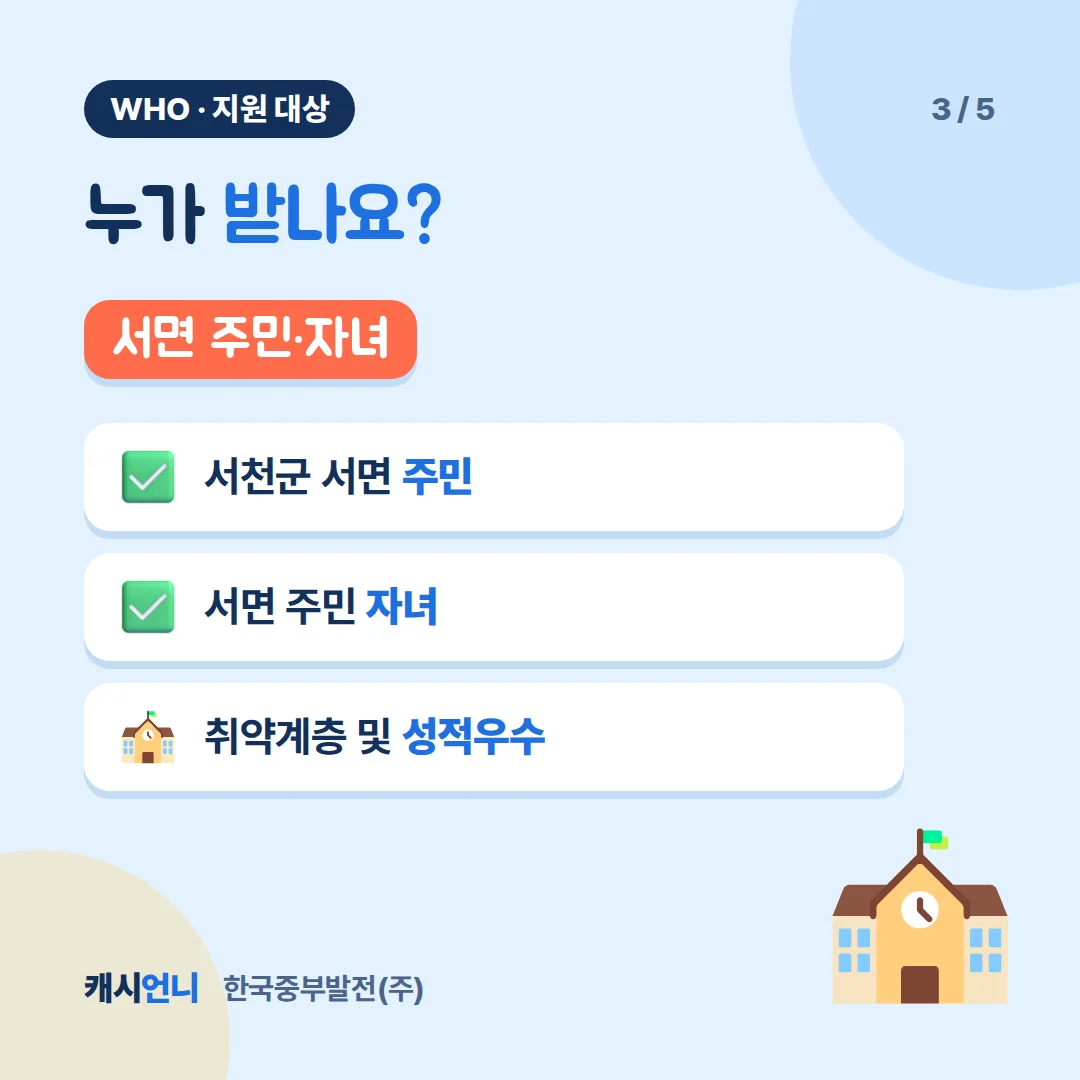 WHO · 지원 대상
3 / 5
누가 받나요?
서면 주민·자녀
서천군 서면 주민
서면 주민 자녀
취약계층 및 성적우수
캐시언니 한국중부발전(주)